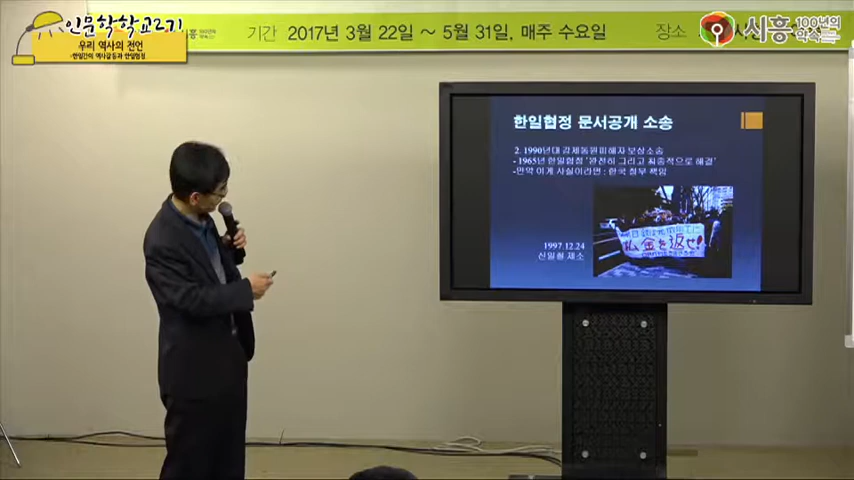 인문학학교2기
우리 역사의 전언
-한일간의 역사갈등과 한일협정
기간 2017년 3월 22일 ~ 5월 31일, 매주 수요일
장소
시흥 100년의 약속
한일협정 문서공개 소송
2. 1990년대 강제동원피해자 보상소송
-1965년 한일협정 '완전히 그리고 최종적으로 해결'
-만약 이게 사실이라면 : 한국 정부 책임
払金を返せ!
1997.12.24
신일철 제소